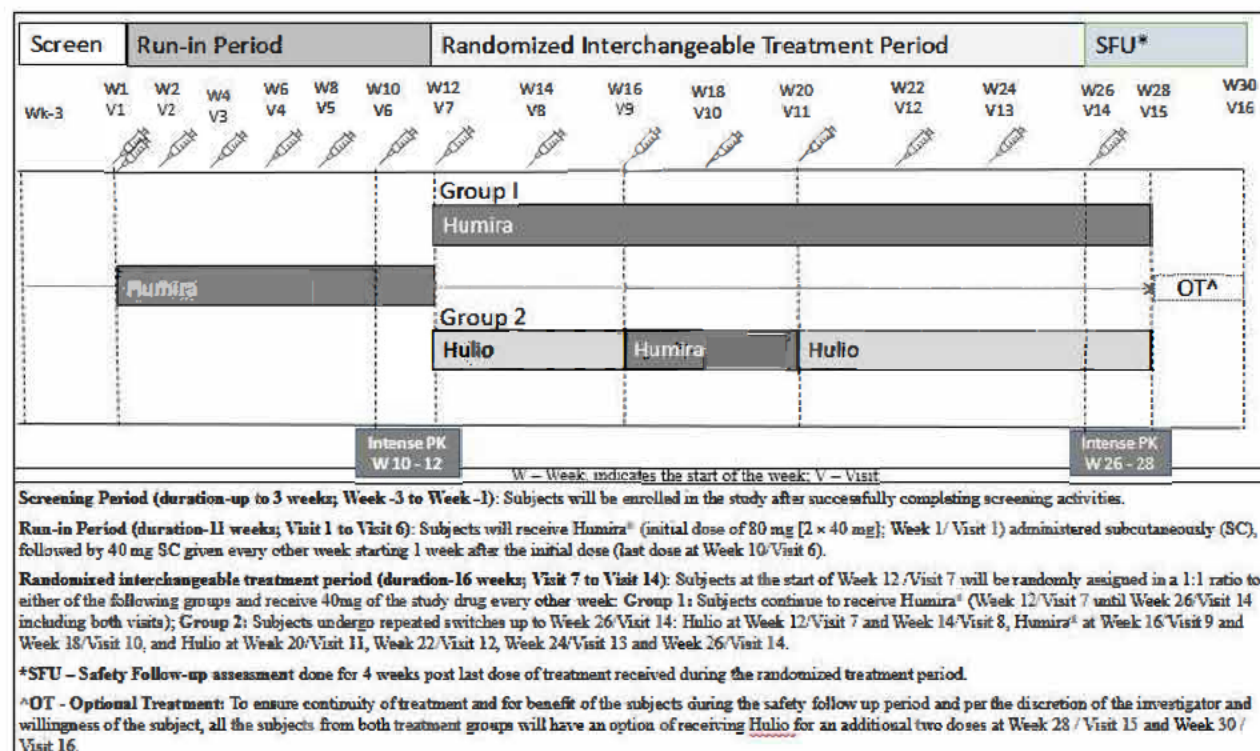 Screen Run-in Period Randomized Interchangeable Treatment Period SFU*
Wk-3 W1 W2 W4 W6 W8 W10 W12 W14 W16 W18 W20 W22 W24 W26 W28 W30
V1 V2 V3 V4 V5 V6 V7 V8 V9 V10 V11 V12 V13 V14 V15 V16
Group 1
Humira
Humira OT^
Group 2
Hulio Humira Hulio
Intense PK Intense PK
W 10 - 12 W 26 - 28
W – Week, indicates the start of the week; V – Visit
Screening Period (duration-up to 3 weeks; Week -3 to Week -1): Subjects will be enrolled in the study after successfully completing screening activities.
Run-in Period (duration-11 weeks; Visit 1 to Visit 6): Subjects will receive Humira® (initial dose of 80 mg [2 × 40 mg]; Week 1/ Visit 1) administered subcutaneously (SC),
followed by 40 mg SC given every other week starting 1 week after the initial dose (last dose at Week 10/Visit 6).
Randomized interchangeable treatment period (duration-16 weeks; Visit 7 to Visit 14): Subjects at the start of Week 12 /Visit 7 will be randomly assigned in a 1:1 ratio to
either of the following groups and receive 40mg of the study drug every other week: Group 1: Subjects continue to receive Humira® (Week 12/Visit 7 until Week 26/Visit 14
including both visits); Group 2: Subjects undergo repeated switches up to Week 26/Visit 14: Hulio at Week 12/Visit 7 and Week 14/Visit 8, Humira® at Week 16/Visit 9 and
Week 18/Visit 10, and Hulio at Week 20/Visit 11, Week 22/Visit 12, Week 24/Visit 13 and Week 26/Visit 14.
*SFU – Safety Follow-up assessment done for 4 weeks post last dose of treatment received during the randomized treatment period.
^OT - Optional Treatment: To ensure continuity of treatment and for benefit of the subjects during the safety follow up period and per the discretion of the investigator and
willingness of the subject, all the subjects from both treatment groups will have an option of receiving Hulio for an additional two doses at Week 28 / Visit 15 and Week 30 /
Visit 16.